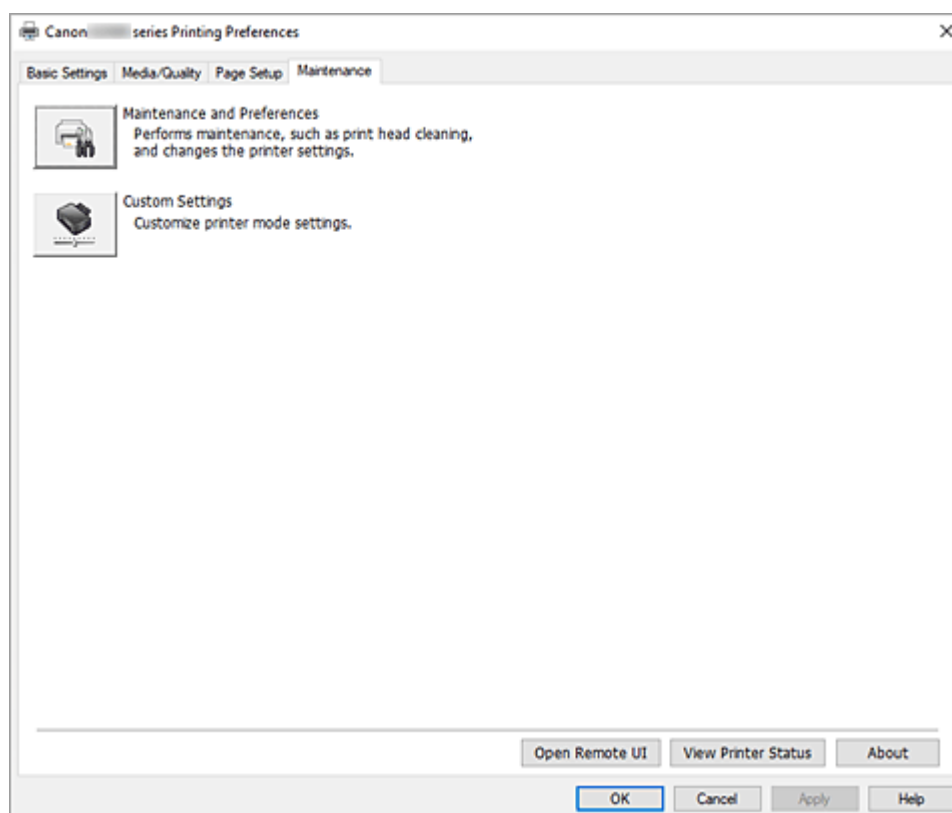 Canon series Printing Preferences
Basic Settings Media/Quality Page Setup Maintenance
Maintenance and Preferences
Performs maintenance, such as print head cleaning,
and changes the printer settings.
Custom Settings
Customize printer mode settings.
Open Remote UI View Printer Status About
OK Cancel Apply Help